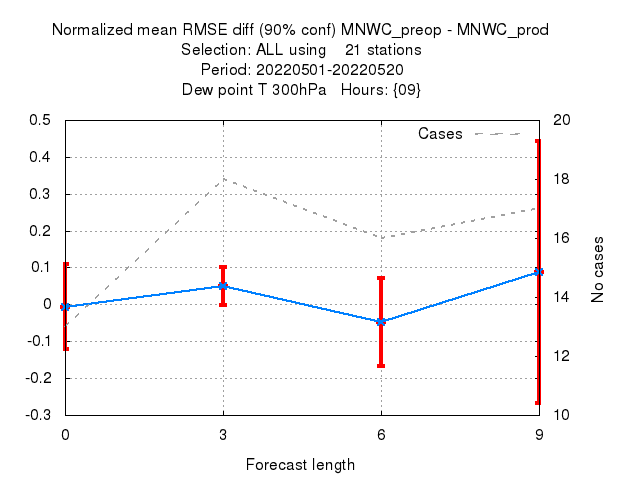 Normalized mean RMSE diff (90% conf) MNWC_preop - MNWC_prod
Selection: ALL using    21 stations
Period: 20220501-20220520
Dew point T 300hPa   Hours: {09}
Cases
0.5
0.4
0.3
0.2
0.1
0
-0.1
-0.2
-0.3
20
18
16
14
12
10
No cases
0 3 6 9
Forecast length